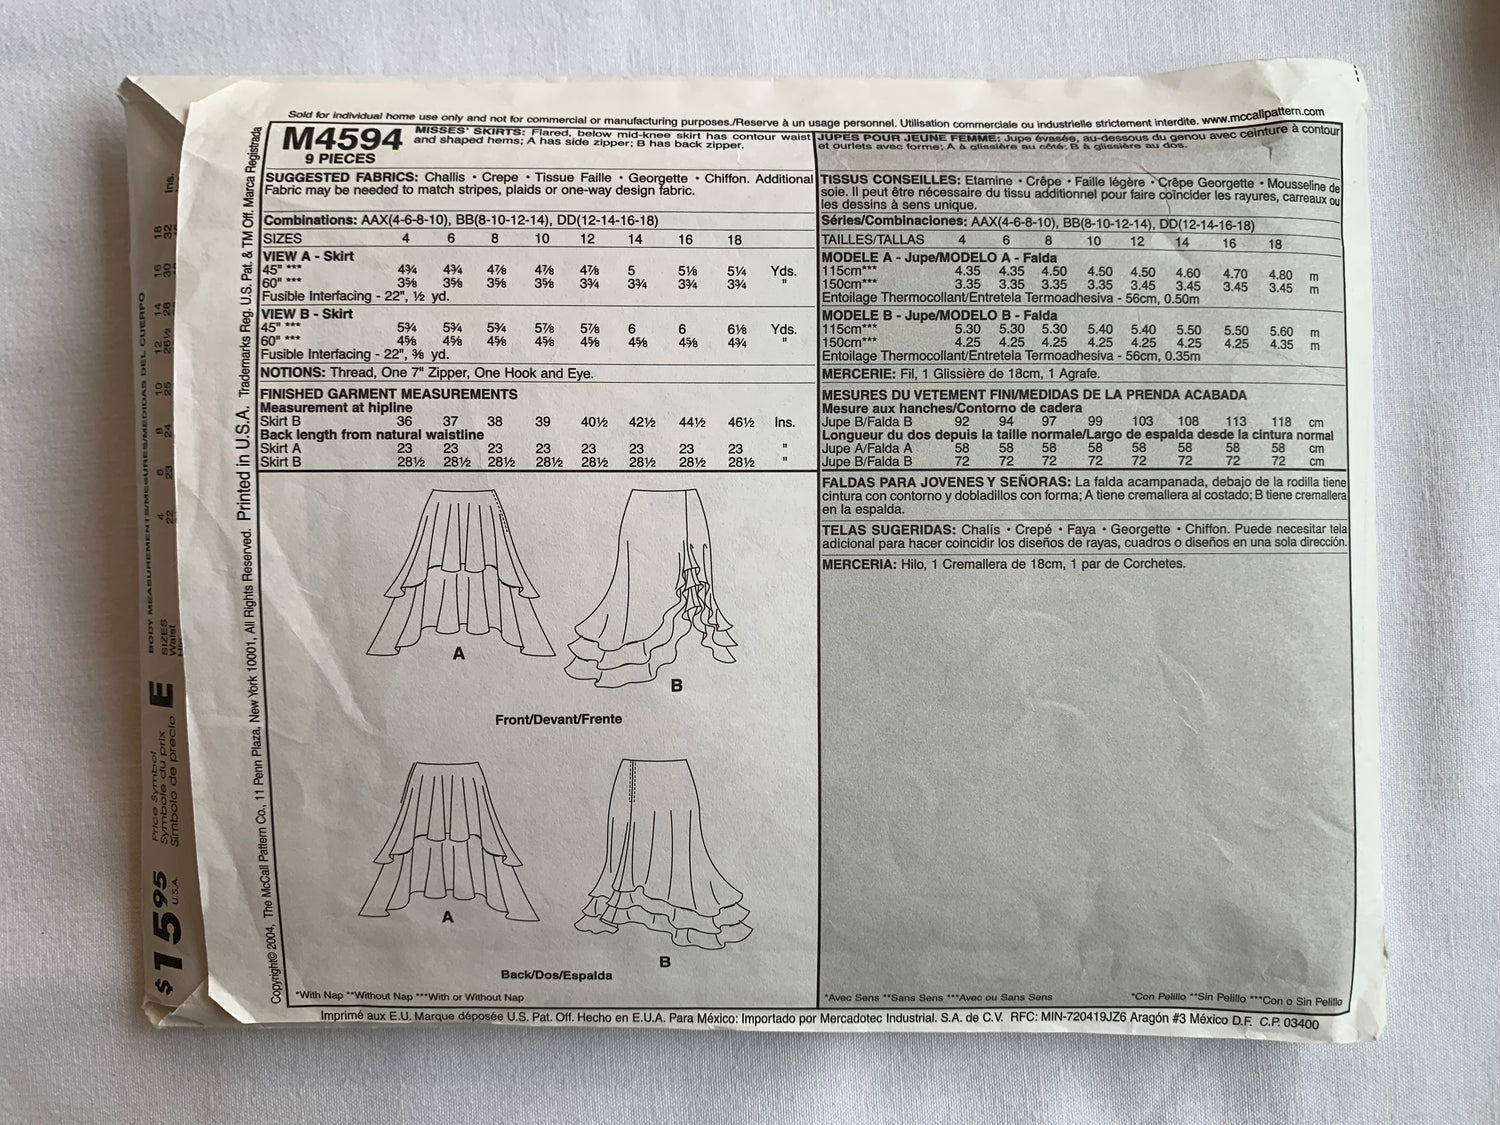 Sold for individual home use only and not for commercial or manufacturing purposes./Reserve à un usage personnel. Utilisation commerciale ou industrielle strictement interdite. www.mccallpattern.com
M4594
9 PIECES
MISSES' SKIRTS: Flared, below mid-knee skirt has contour waist
and shaped hems; A has side zipper; B has back zipper.
SUGGESTED FABRICS: Challis • Crepe • Tissue Faille • Georgette • Chiffon. Additional
Fabric may be needed to match stripes, plaids or one-way design fabric.
Combinations: AAX(4-6-8-10), BB(8-10-12-14), DD(12-14-16-18)
SIZES 4 6 8 10 12 14 16 18
VIEW A - Skirt
45" *** 4¾ 4¾ 4⅞ 4⅞ 4⅞ 5 5⅛ 5¼ Yds.
60" *** 3⅝ 3⅝ 3⅝ 3⅝ 3¾ 3¾ 3¾ 3¾ "
Fusible Interfacing - 22", ½ yd.
VIEW B - Skirt
45" *** 5¾ 5¾ 5¾ 5⅞ 5⅞ 6 6 6⅛ Yds.
60" *** 4⅝ 4⅝ 4⅝ 4⅝ 4⅝ 4⅝ 4⅝ 4¾ "
Fusible Interfacing - 22", ⅜ yd.
NOTIONS: Thread, One 7" Zipper, One Hook and Eye.
FINISHED GARMENT MEASUREMENTS
Measurement at hipline
Skirt B 36 37 38 39 40½ 42½ 44½ 46½ Ins.
Back length from natural waistline
Skirt A 23 23 23 23 23 23 23 23 "
Skirt B 28½ 28½ 28½ 28½ 28½ 28½ 28½ 28½ "
A
B
Front/Devant/Frente
A
B
Back/Dos/Espalda
*With Nap **Without Nap ***With or Without Nap
JUPES POUR JEUNE FEMME: Jupe évasée, au-dessous du genou avec ceinture à contour
et ourlets avec forme; A à glissière au côté; B à glissière au dos.
TISSUS CONSEILLES: Etamine • Crêpe • Faille légère • Crêpe Georgette • Mousseline de
soie. Il peut être nécessaire du tissu additionnel pour faire coïncider les rayures, carreaux ou
les dessins à sens unique.
Séries/Combinaciones: AAX(4-6-8-10), BB(8-10-12-14), DD(12-14-16-18)
TAILLES/TALLAS 4 6 8 10 12 14 16 18
MODELE A - Jupe/MODELO A - Falda
115cm*** 4.35 4.35 4.50 4.50 4.50 4.60 4.70 4.80 m
150cm*** 3.35 3.35 3.35 3.35 3.45 3.45 3.45 3.45 m
Entoilage Thermocollant/Entretela Termoadhesiva - 56cm, 0.50m
MODELE B - Jupe/MODELO B - Falda
115cm*** 5.30 5.30 5.30 5.40 5.40 5.50 5.50 5.60 m
150cm*** 4.25 4.25 4.25 4.25 4.25 4.25 4.25 4.35 m
Entoilage Thermocollant/Entretela Termoadhesiva - 56cm, 0.35m
MERCERIE: Fil, 1 Glissière de 18cm, 1 Agrafe.
MESURES DU VETEMENT FINI/MEDIDAS DE LA PRENDA ACABADA
Mesure aux hanches/Contorno de cadera
Jupe B/Falda B 92 94 97 99 103 108 113 118 cm
Longueur du dos depuis la taille normale/Largo de espalda desde la cintura normal
Jupe A/Falda A 58 58 58 58 58 58 58 58 cm
Jupe B/Falda B 72 72 72 72 72 72 72 72 cm
FALDAS PARA JOVENES Y SEÑORAS: La falda acampanada, debajo de la rodilla tiene
cintura con contorno y dobladillos con forma; A tiene cremallera al costado; B tiene cremallera
en la espalda.
TELAS SUGERIDAS: Chalís • Crepé • Faya • Georgette • Chiffon. Puede necesitar tela
adicional para hacer coincidir los diseños de rayas, cuadros o diseños en una sola dirección.
MERCERIA: Hilo, 1 Cremallera de 18cm, 1 par de Corchetes.
*Avec Sens **Sans Sens ***Avec ou Sans Sens
*Con Pelillo **Sin Pelillo ***Con o Sin Pelillo
Imprimé aux E.U. Marque déposée U.S. Pat. Off. Hecho en E.U.A. Para México: Importado por Mercadotec Industrial. S.A. de C.V. RFC: MIN-720419JZ6 Aragón #3 México D.F. C.P. 03400
Copyright© 2004, The McCall Pattern Co., 11 Penn Plaza, New York 10001, All Rights Reserved. Printed in U.S.A. Trademarks Reg. U.S. Pat. & TM Off. Marca Registrada
$15.95
U.S.A.
Price Symbol
Symbole du prix
Símbolo de precio
E
BODY MEASUREMENTS/MESURES/MEDIDAS DEL CUERPO
SIZES 4 6 8 10 12 14 16 18
Waist 22 23 24 25 26½ 28 30 32 Ins.